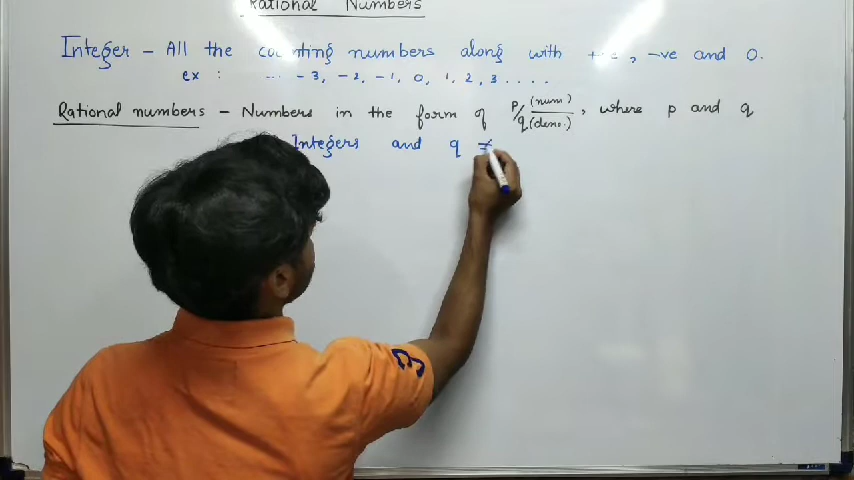 Rational Numbers
Integer - All the counting numbers along with +ve, -ve and 0.
ex : ... -3, -2, -1, 0, 1, 2, 3 ....
Rational numbers - Numbers in the form of p/q (num.)/(deno.), where p and q
Integers and q ≠